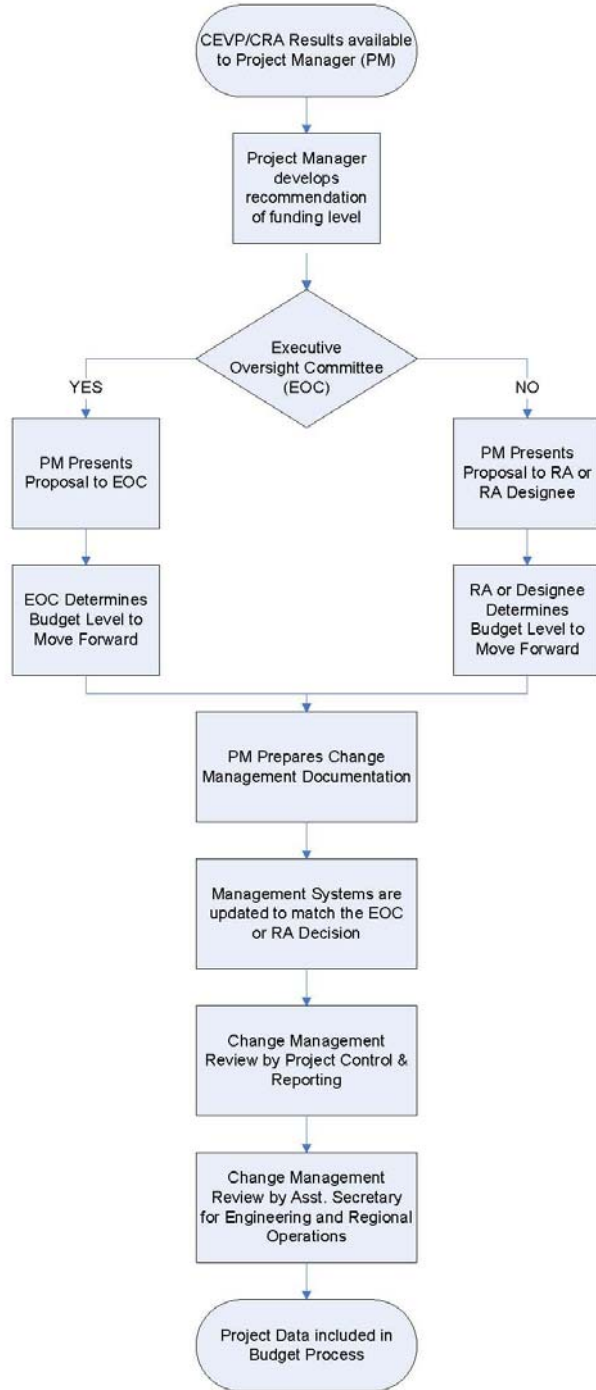 CEVP/CRA Results available
to Project Manager (PM)
Project Manager
develops
recommendation
of funding level
Executive
Oversight Committee
(EOC)
YES
NO
PM Presents
Proposal to EOC
PM Presents
Proposal to RA or
RA Designee
EOC Determines
Budget Level to
Move Forward
RA or Designee
Determines
Budget Level to
Move Forward
PM Prepares Change
Management Documentation
Management Systems are
updated to match the EOC
or RA Decision
Change Management
Review by Project Control &
Reporting
Change Management
Review by Asst. Secretary
for Engineering and Regional
Operations
Project Data included in
Budget Process